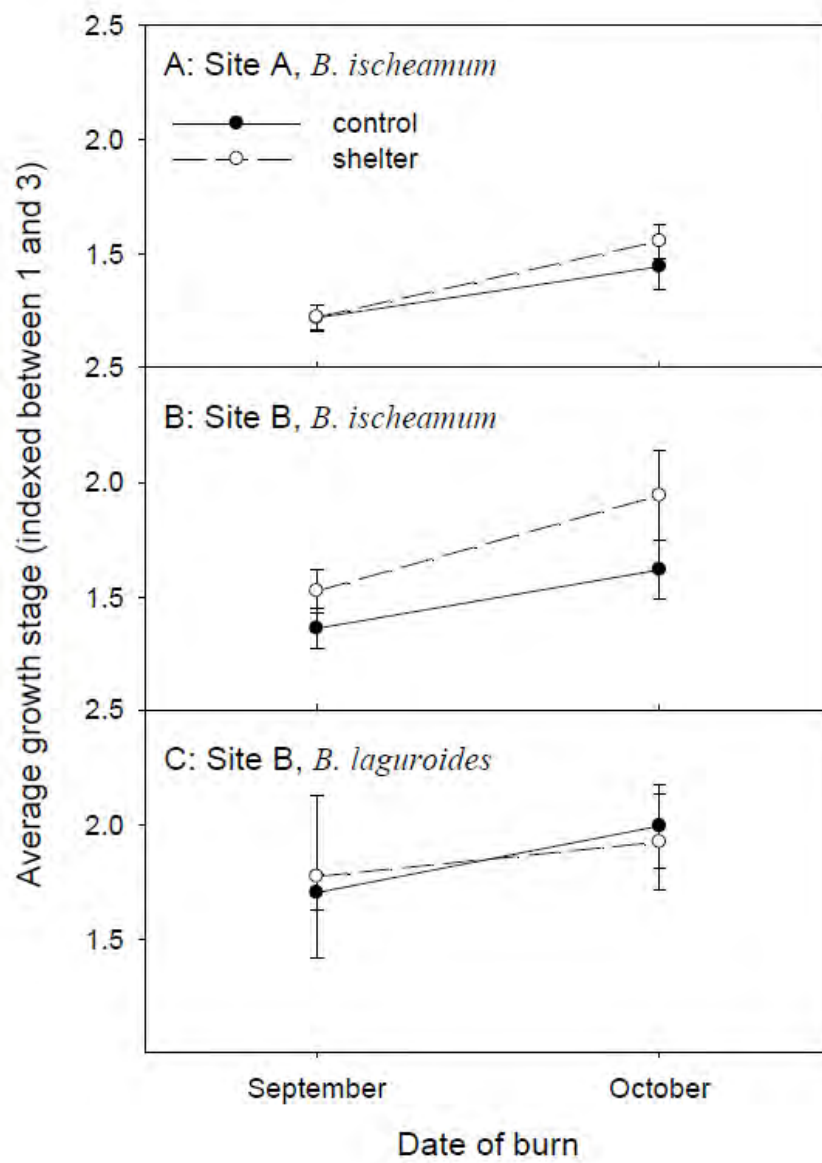 Average growth stage (indexed between 1 and 3)
2.5
A: Site A, B. ischeamum
control
shelter
2.0
1.5
2.5
B: Site B, B. ischeamum
2.0
1.5
2.5
C: Site B, B. laguroides
2.0
1.5
September October
Date of burn